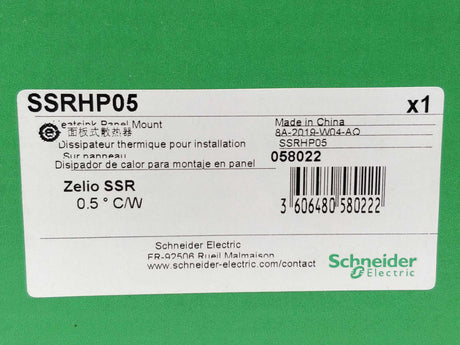 SSRHP05
x1
Heatsink Panel Mount
Made in China
面板式散热器
8A-2019-W04-AQ
Dissipateur thermique pour installation
SSRHP05
Sur panneau
058022
Disipador de calor para montaje en panel
Zelio SSR
0.5 ° C/W
3 606480 580222
Schneider Electric
FR-92506 Rueil Malmaison
www.schneider-electric.com/contact
Schneider
Electric